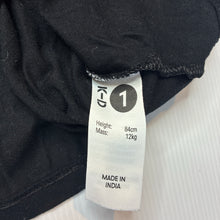 K-D
1
Height: 84cm
Mass: 12kg
MADE IN
INDIA